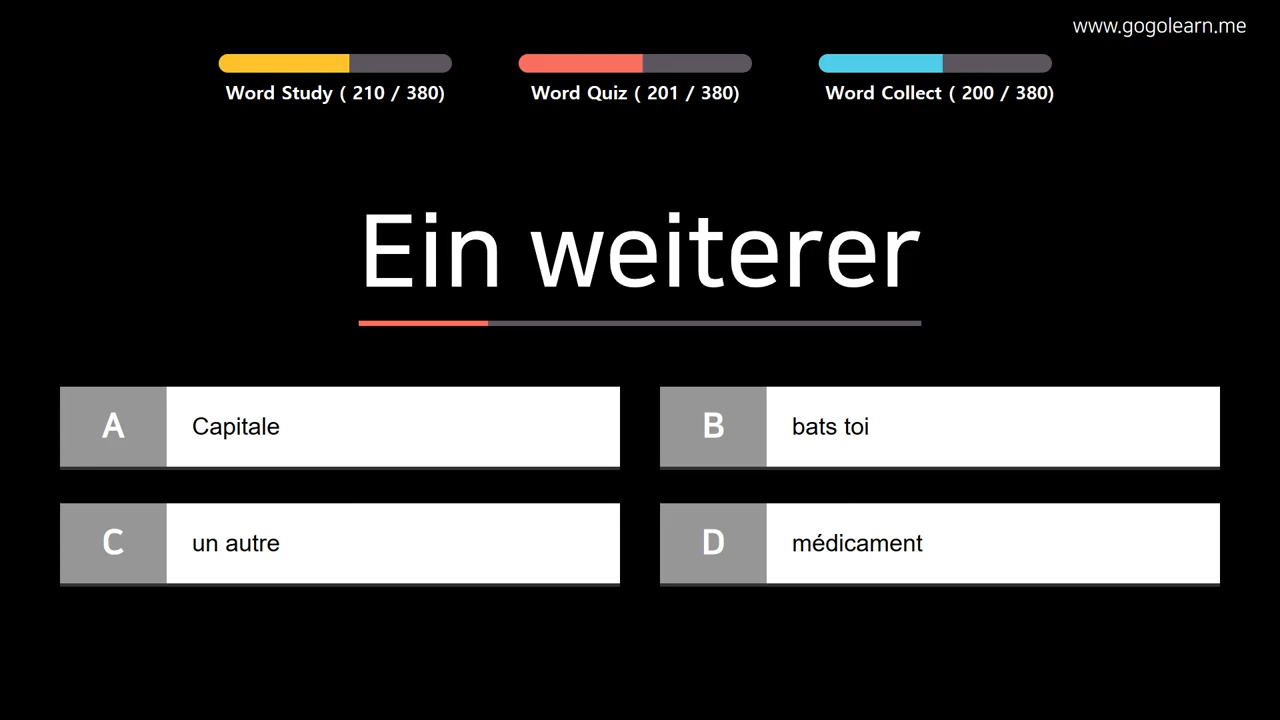 www.gogolearn.me
Word Study ( 210 / 380)
Word Quiz ( 201 / 380)
Word Collect ( 200 / 380)
Ein weiterer
A
Capitale
B
bats toi
C
un autre
D
médicament